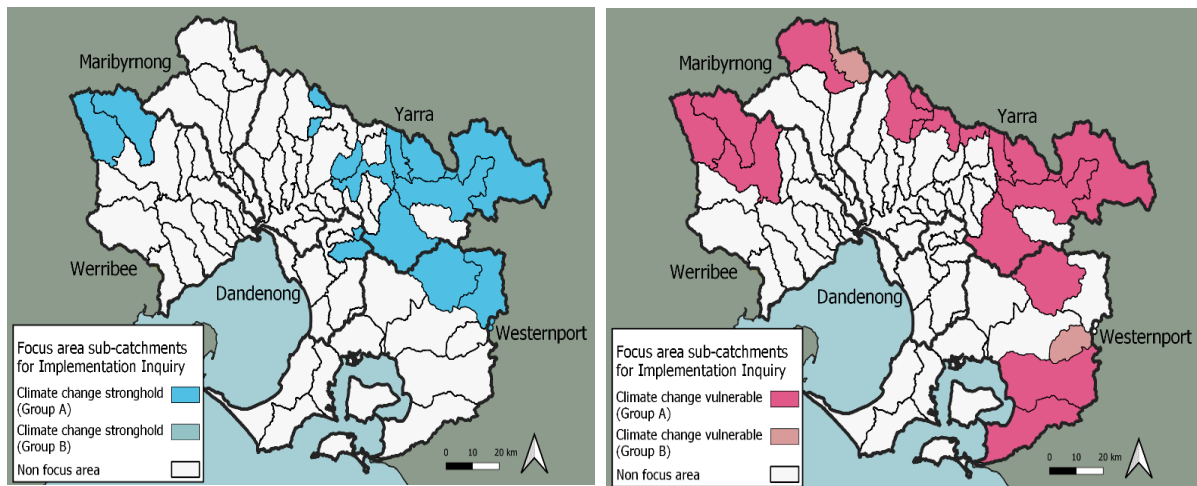 Maribyrnong
Yarra
Werribee
Dandenong
Westernport
Focus area sub-catchments
for Implementation Inquiry
Climate change stronghold
(Group A)
Climate change stronghold
(Group B)
Non focus area
0 10 20 km
Maribyrnong
Yarra
Werribee
Dandenong
Westernport
Focus area sub-catchments
for Implementation Inquiry
Climate change vulnerable
(Group A)
Climate change vulnerable
(Group B)
Non focus area
0 10 20 km